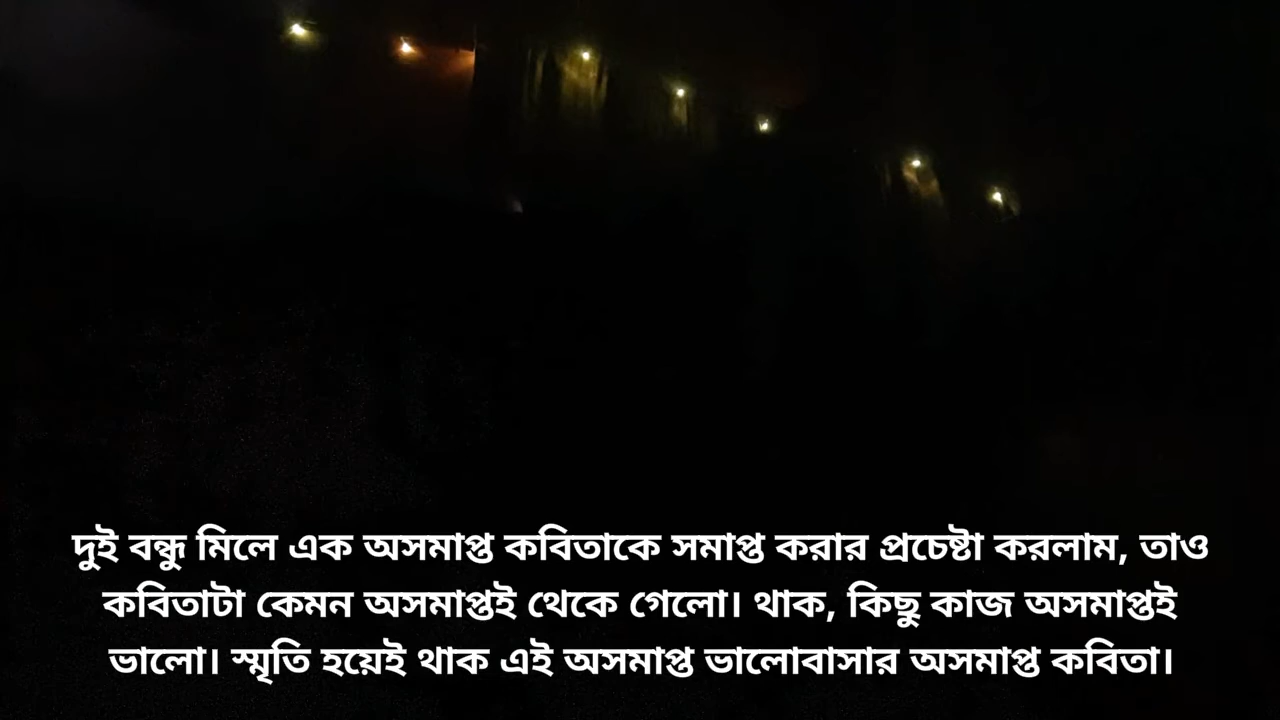 দুই বন্ধু মিলে এক অসমাপ্ত কবিতাকে সমাপ্ত করার প্রচেষ্টা করলাম, তাও
কবিতাটা কেমন অসমাপ্তই থেকে গেলো। থাক, কিছু কাজ অসমাপ্তই
ভালো। স্মৃতি হয়েই থাক এই অসমাপ্ত ভালোবাসার অসমাপ্ত কবিতা।